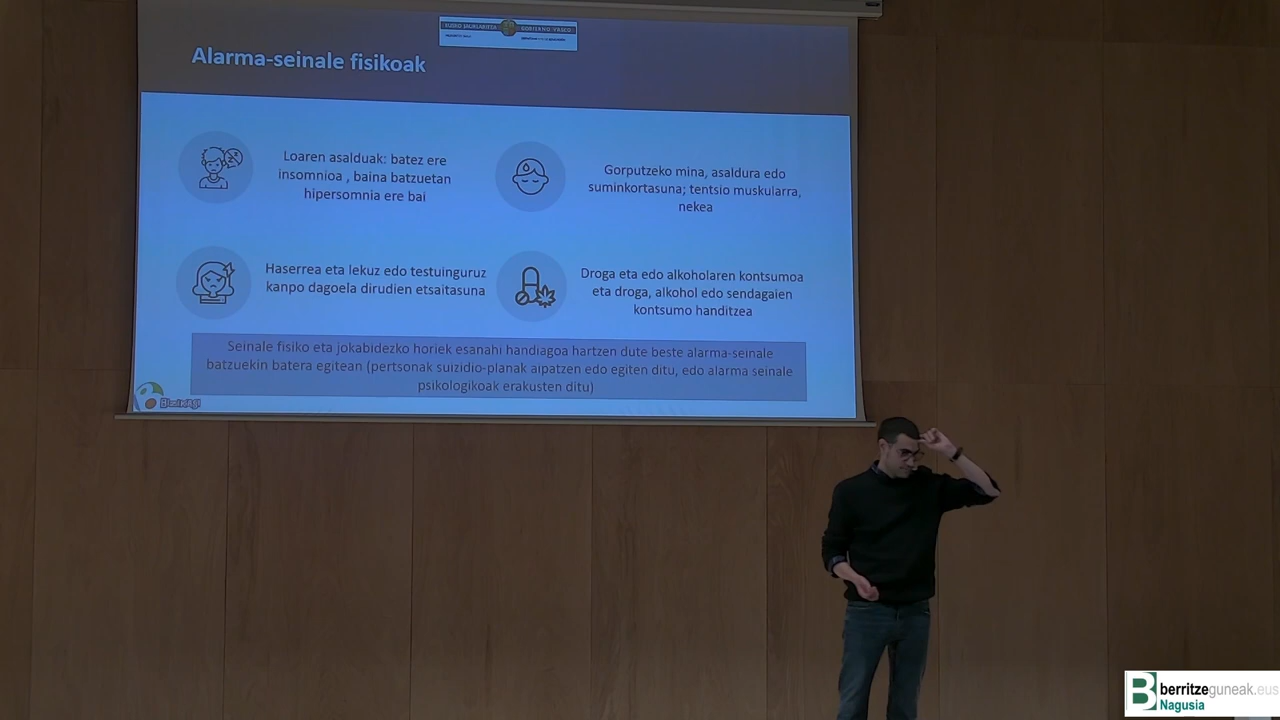 EUSKO JAURLARITZA
GOBIERNO VASCO
Alarma-seinale fisikoak
Loaren asalduak: batez ere
insomnioa , baina batzuetan
hipersomnia ere bai
Gorputzeko mina, asaldura edo
suminkortasuna; tentsio muskularra,
nekea
Haserrea eta lekuz edo testuinguruz
kanpo dagoela dirudien etsaitasuna
Droga eta edo alkoholaren kontsumoa
eta droga, alkohol edo sendagaien
kontsumo handitzea
Seinale fisiko eta jokabidezko horiek esanahi handiagoa hartzen dute beste alarma-seinale
batzuekin batera egitean (pertsonak suizidio-planak aipatzen edo egiten ditu, edo alarma seinale
psikologikoak erakusten ditu)
berritzeguneak.eus
Nagusia